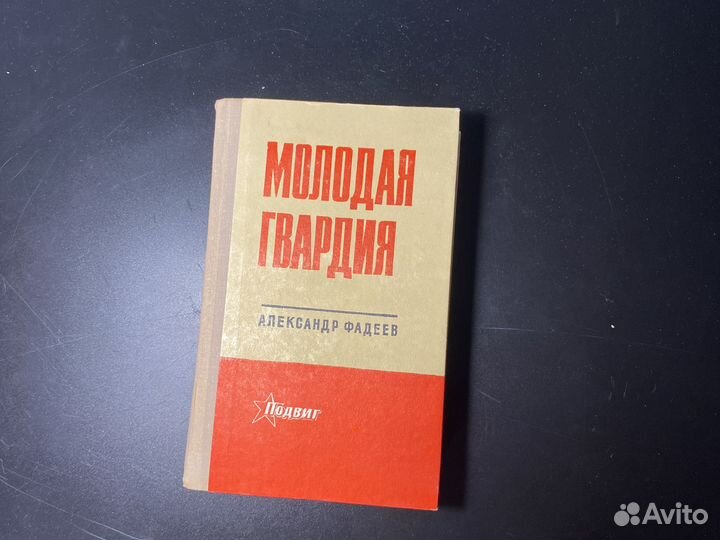 МОЛОДАЯ
ГВАРДИЯ
АЛЕКСАНДР ФАДЕЕВ
Подвиг
Avito